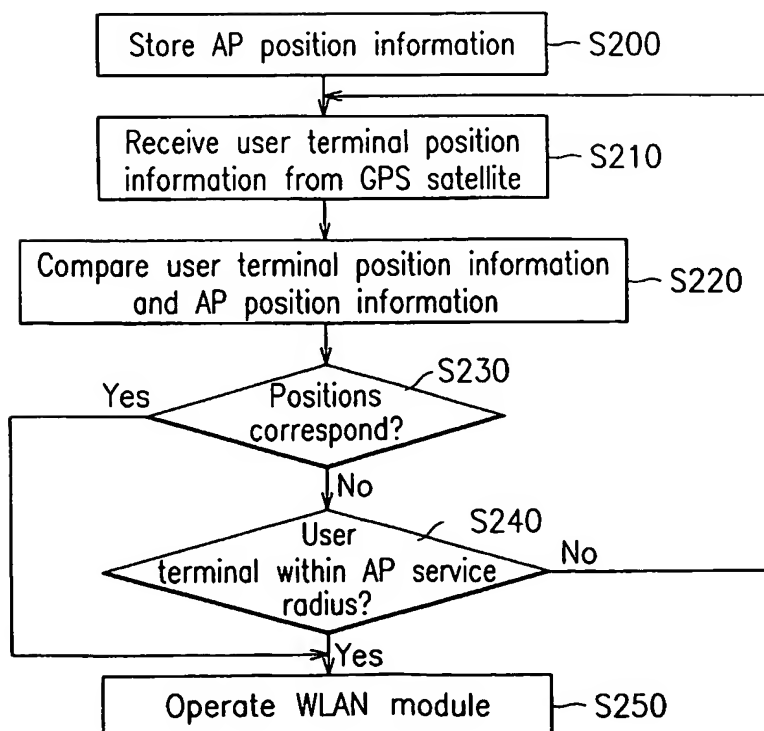 Store AP position information
S200
Receive user terminal position
information from GPS satellite
S210
Compare user terminal position information
and AP position information
S220
S230
Yes
Positions
correspond?
No
S240
User
terminal within AP service
radius?
No
Yes
Operate WLAN module
S250